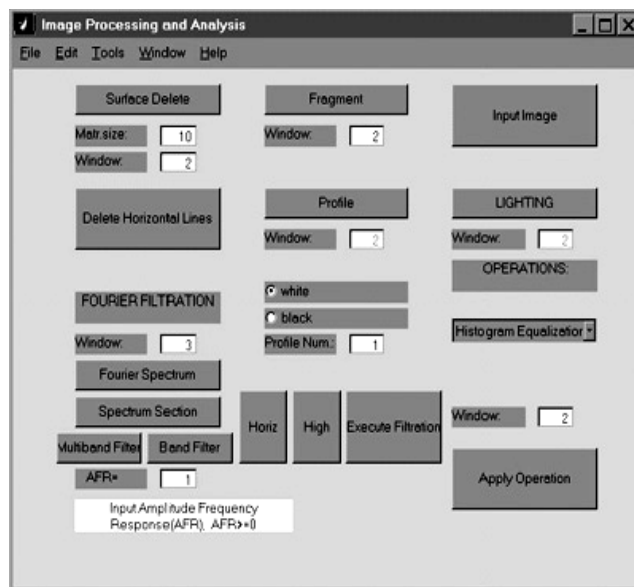 Image Processing and Analysis
File Edit Tools Window Help
Surface Delete
Matr.size: 10
Window: 2
Delete Horizontal Lines
FOURIER FILTRATION
Window: 3
Fourier Spectrum
Spectrum Section
Multiband Filter Band Filter
AFR= 1
Input Amplitude Frequency
Response(AFR), AFR>=0
Fragment
Window: 2
Profile
Window: 2
white
black
Profile Num.: 1
Horiz High Execute Filtration
Input Image
LIGHTING
Window: 2
OPERATIONS:
Histogram Equalization
Window: 2
Apply Operation